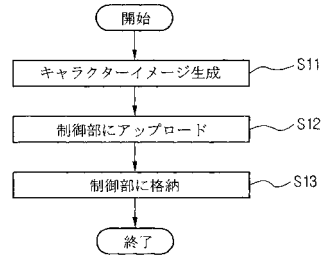 開始
キャラクターイメージ生成
S11
制御部にアップロード
S12
制御部に格納
S13
終了